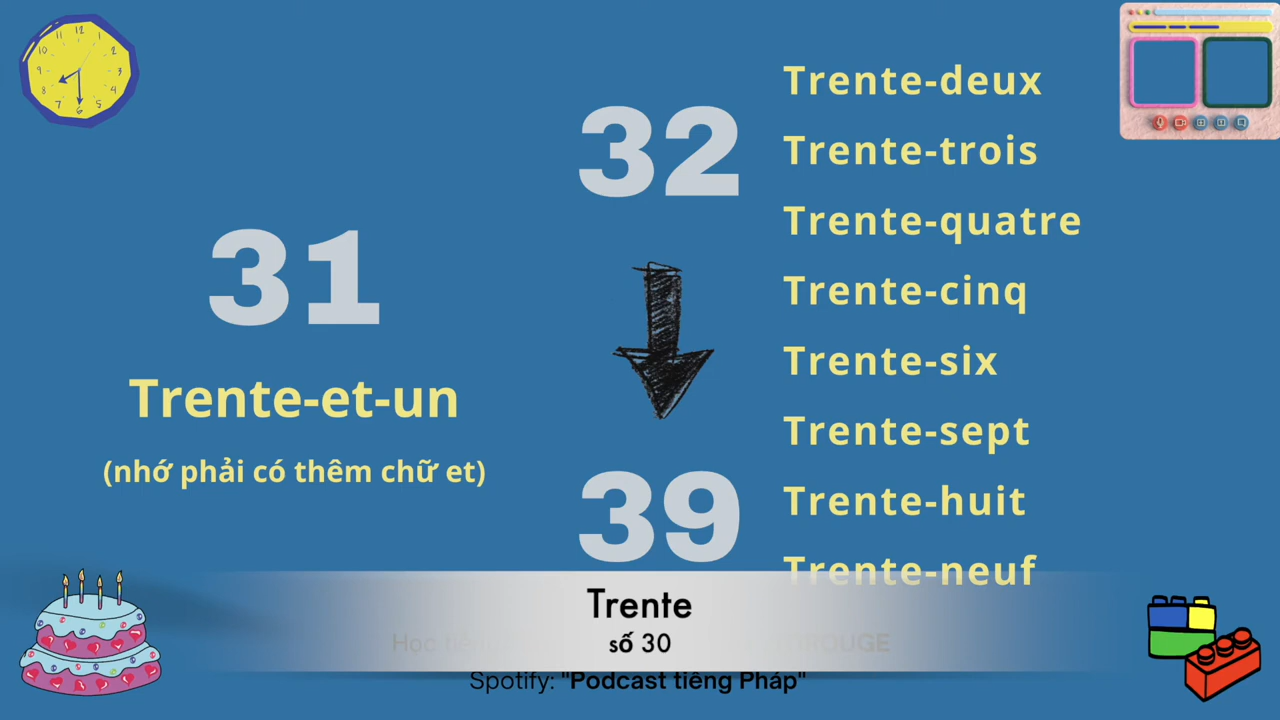 31
Trente-et-un
(nhớ phải có thêm chữ et)
32
39
Trente-deux
Trente-trois
Trente-quatre
Trente-cinq
Trente-six
Trente-sept
Trente-huit
Trente-neuf
Trente
số 30
Spotify: "Podcast tiếng Pháp"